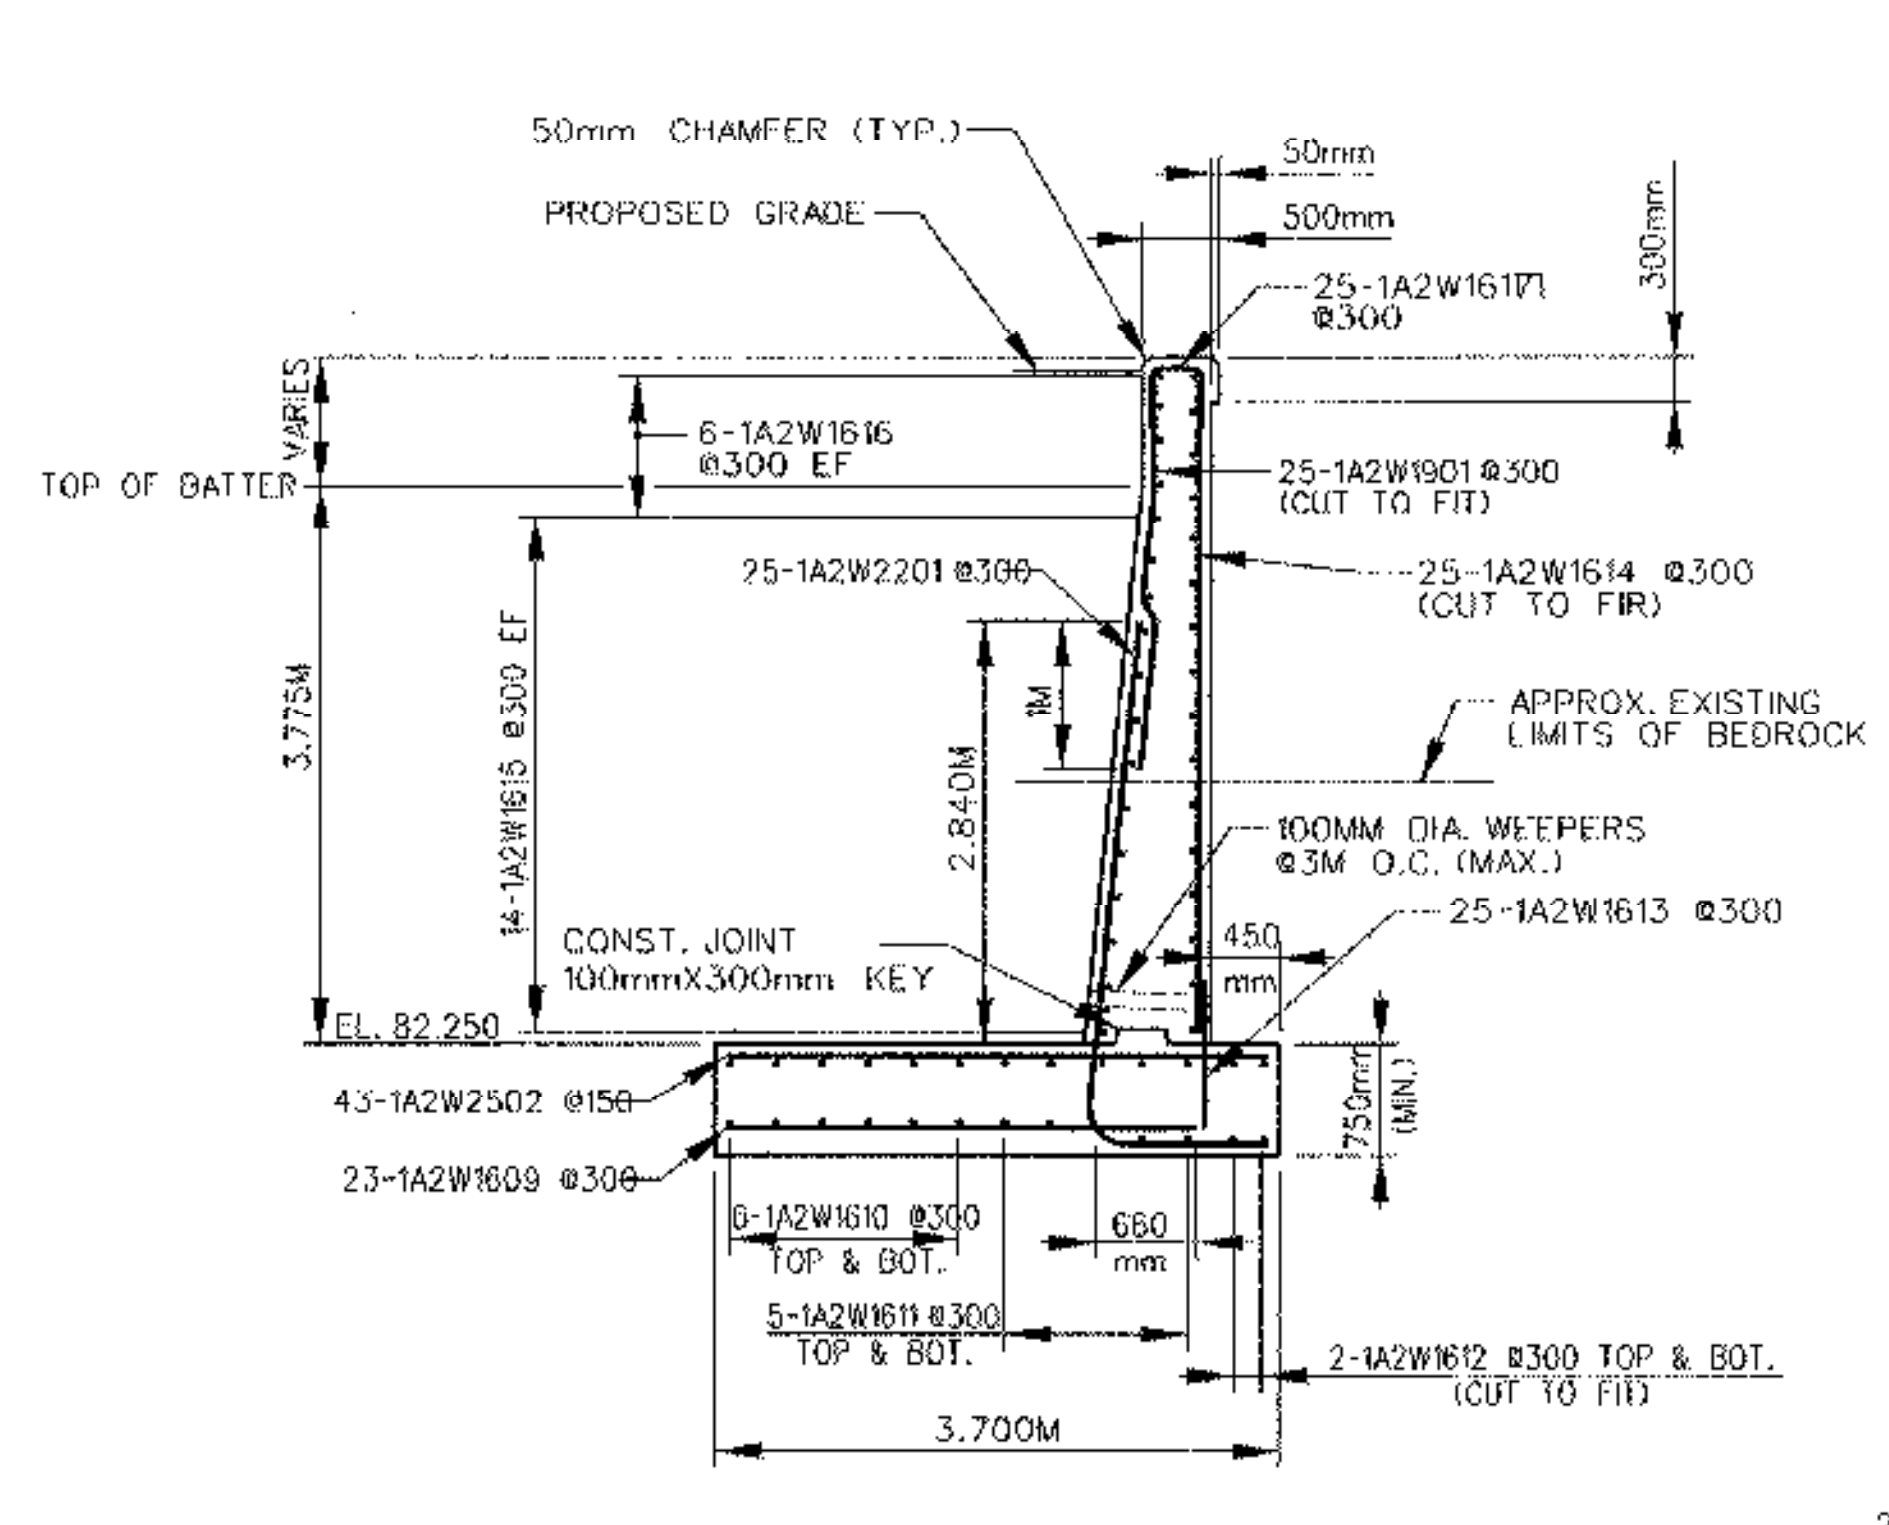 50mm CHAMFER (TYP.)
50mm
PROPOSED GRADE
500mm
300mm
25-1A2W1617
@300
VARIES
6-1A2W1616
@300 EF
TOP OF BATTER
25-1A2W1901 @300
(CUT TO FIT)
25-1A2W2201 @300
25-1A2W1614 @300
(CUT TO FIR)
3.775M
14-1A2W1615 @300 EF
1M
2.840M
APPROX. EXISTING
LIMITS OF BEDROCK
100MM DIA. WEEPERS
@3M O.C. (MAX.)
25-1A2W1613 @300
CONST. JOINT
100mmX300mm KEY
450
mm
EL. 82.250
43-1A2W2502 @150
750mm
(MIN.)
23-1A2W1609 @300
6-1A2W1610 @300
TOP & BOT.
660
mm
5-1A2W1611 @300
TOP & BOT.
2-1A2W1612 @300 TOP & BOT.
(CUT TO FIT)
3.700M